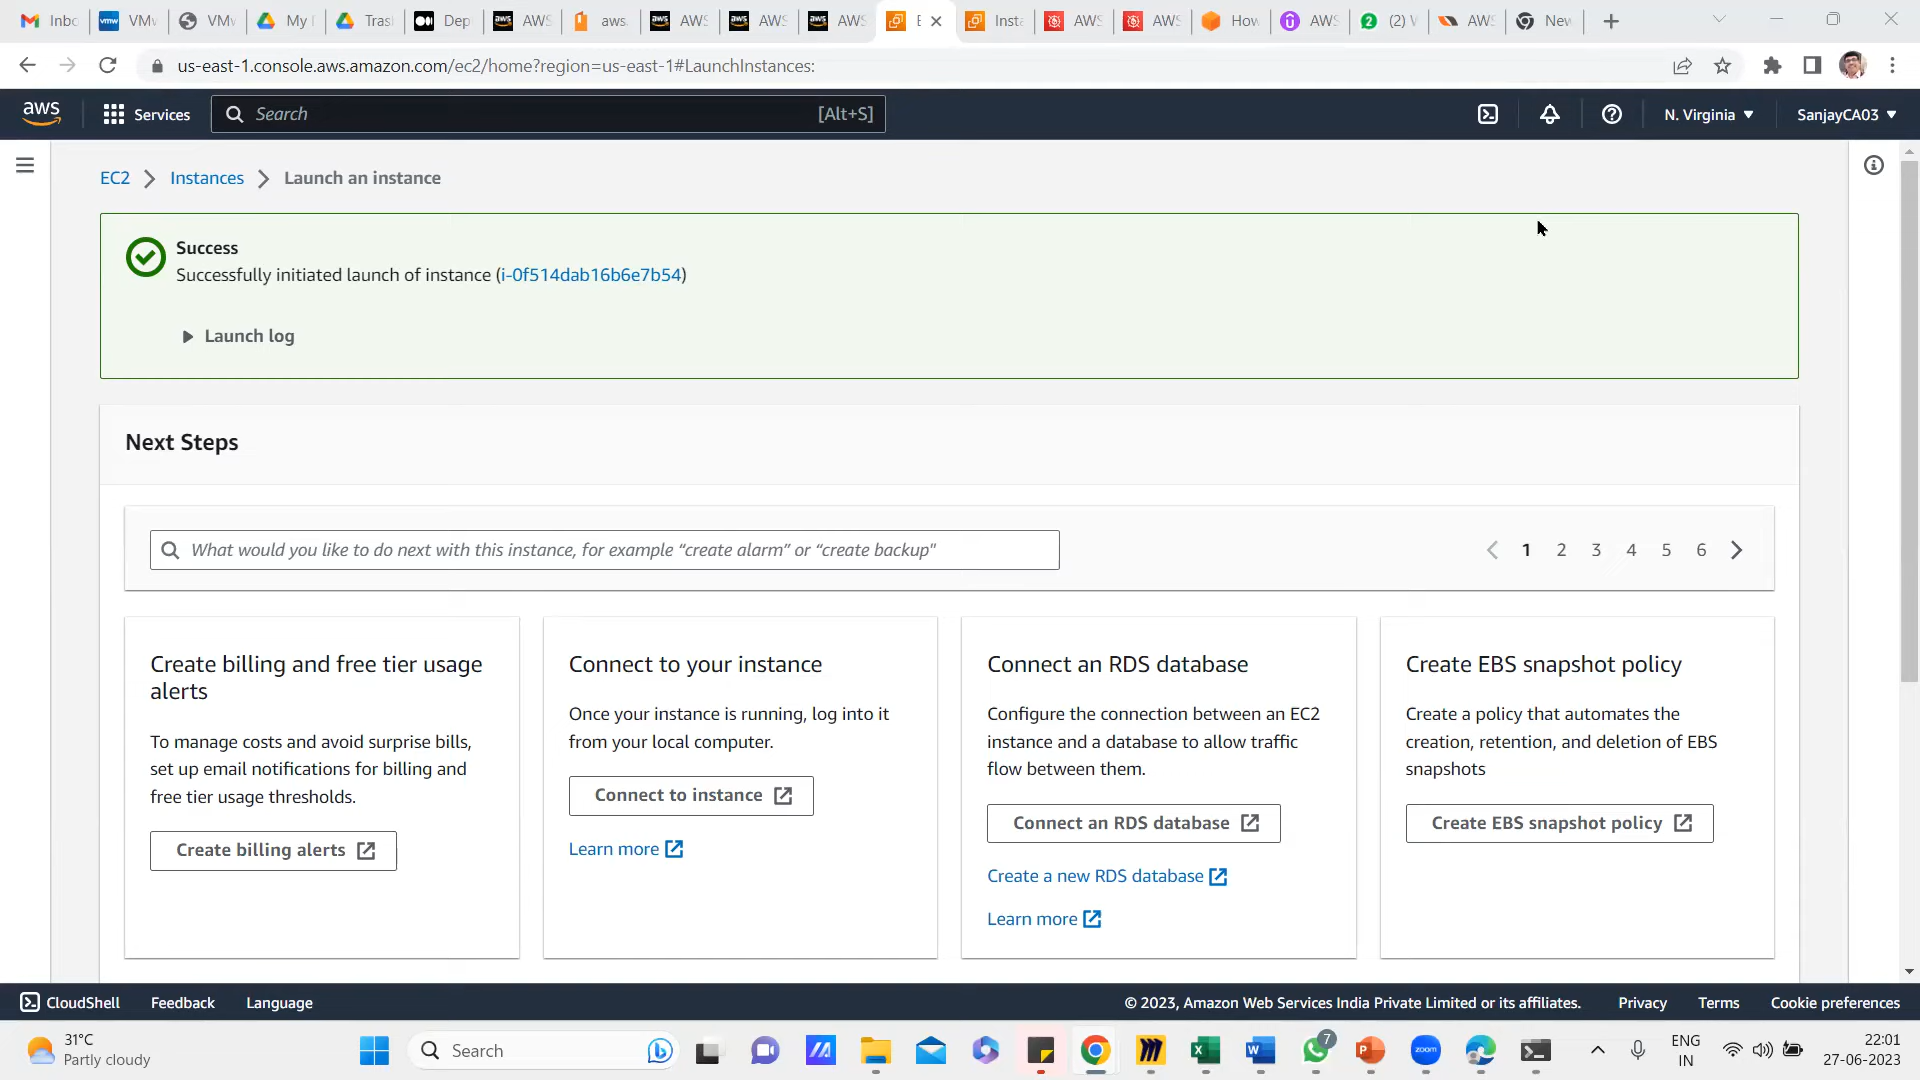 Inbo
VMw
VMw
My
Tras
Dep
AWS
aws.
AWS
AWS
AWS
E
Insta
AWS
AWS
How
AWS
(2) W
AWS
New
us-east-1.console.aws.amazon.com/ec2/home?region=us-east-1#LaunchInstances:
aws
Services
Search
[Alt+S]
N. Virginia
SanjayCA03
EC2
Instances
Launch an instance
Success
Successfully initiated launch of instance (i-0f514dab16b6e7b54)
Launch log
Next Steps
What would you like to do next with this instance, for example “create alarm” or “create backup"
1 2 3 4 5 6
Create billing and free tier usage
alerts
To manage costs and avoid surprise bills,
set up email notifications for billing and
free tier usage thresholds.
Create billing alerts
Connect to your instance
Once your instance is running, log into it
from your local computer.
Connect to instance
Learn more
Connect an RDS database
Configure the connection between an EC2
instance and a database to allow traffic
flow between them.
Connect an RDS database
Create a new RDS database
Learn more
Create EBS snapshot policy
Create a policy that automates the
creation, retention, and deletion of EBS
snapshots
Create EBS snapshot policy
CloudShell
Feedback
Language
© 2023, Amazon Web Services India Private Limited or its affiliates.
Privacy
Terms
Cookie preferences
31°C
Partly cloudy
Search
7
zoom
ENG
IN
22:01
27-06-2023